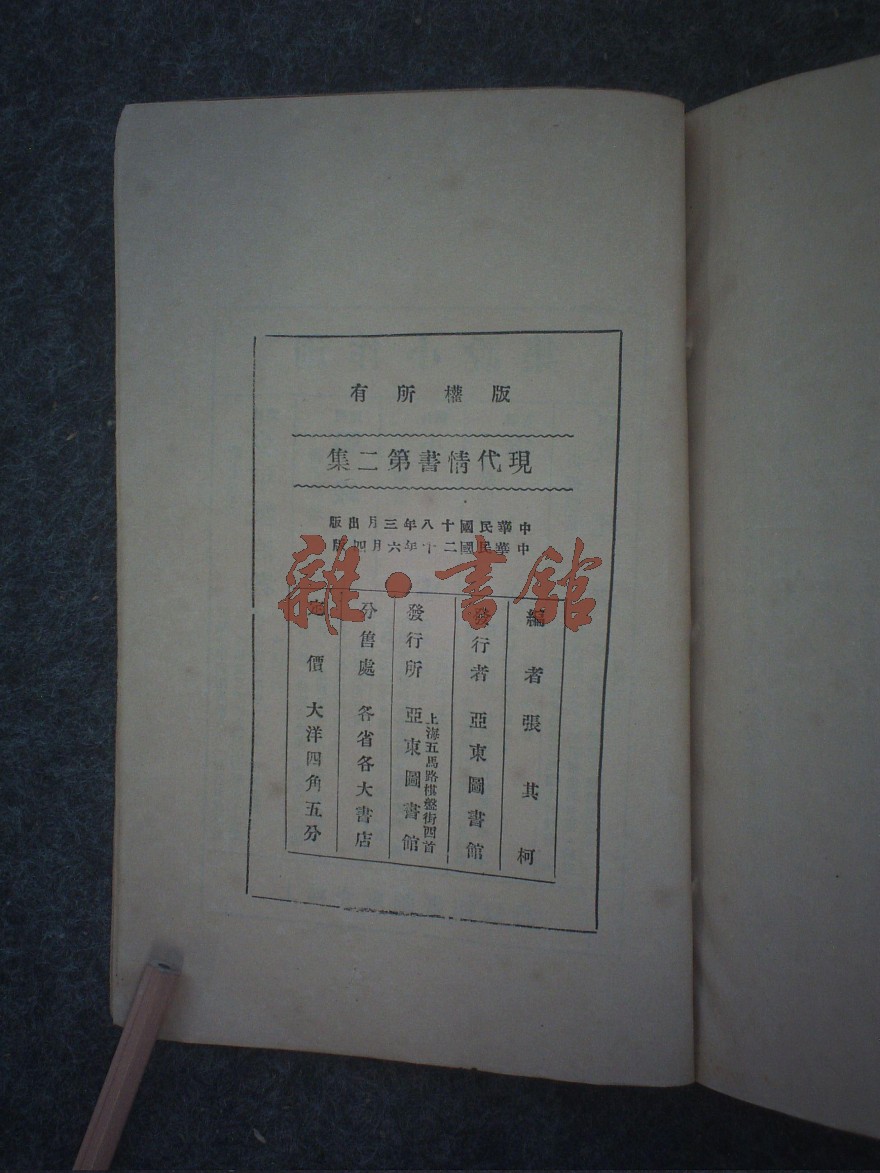 版權所有
現代情書第二集
中華民國十八年三月出版
中華民國二十年六月四版
編者 張其柯
發行者 亞東圖書館
發行所 上海五馬路棋盤街西首 亞東圖書館
分售處 各省各大書店
定價 大洋四角五分
雜·書館